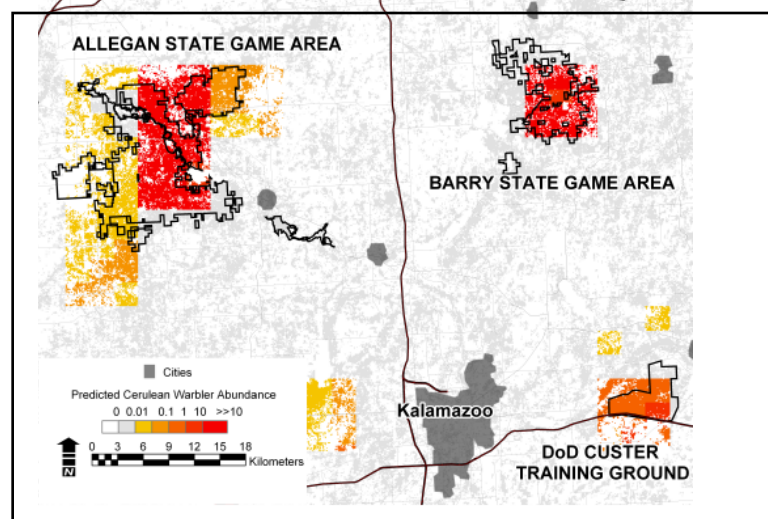 ALLEGAN STATE GAME AREA
BARRY STATE GAME AREA
Cities
Predicted Cerulean Warbler Abundance
0 0.01 0.1 1 10 >>10
0 3 6 9 12 15 18
Kilometers
N
Kalamazoo
DoD CUSTER
TRAINING GROUND